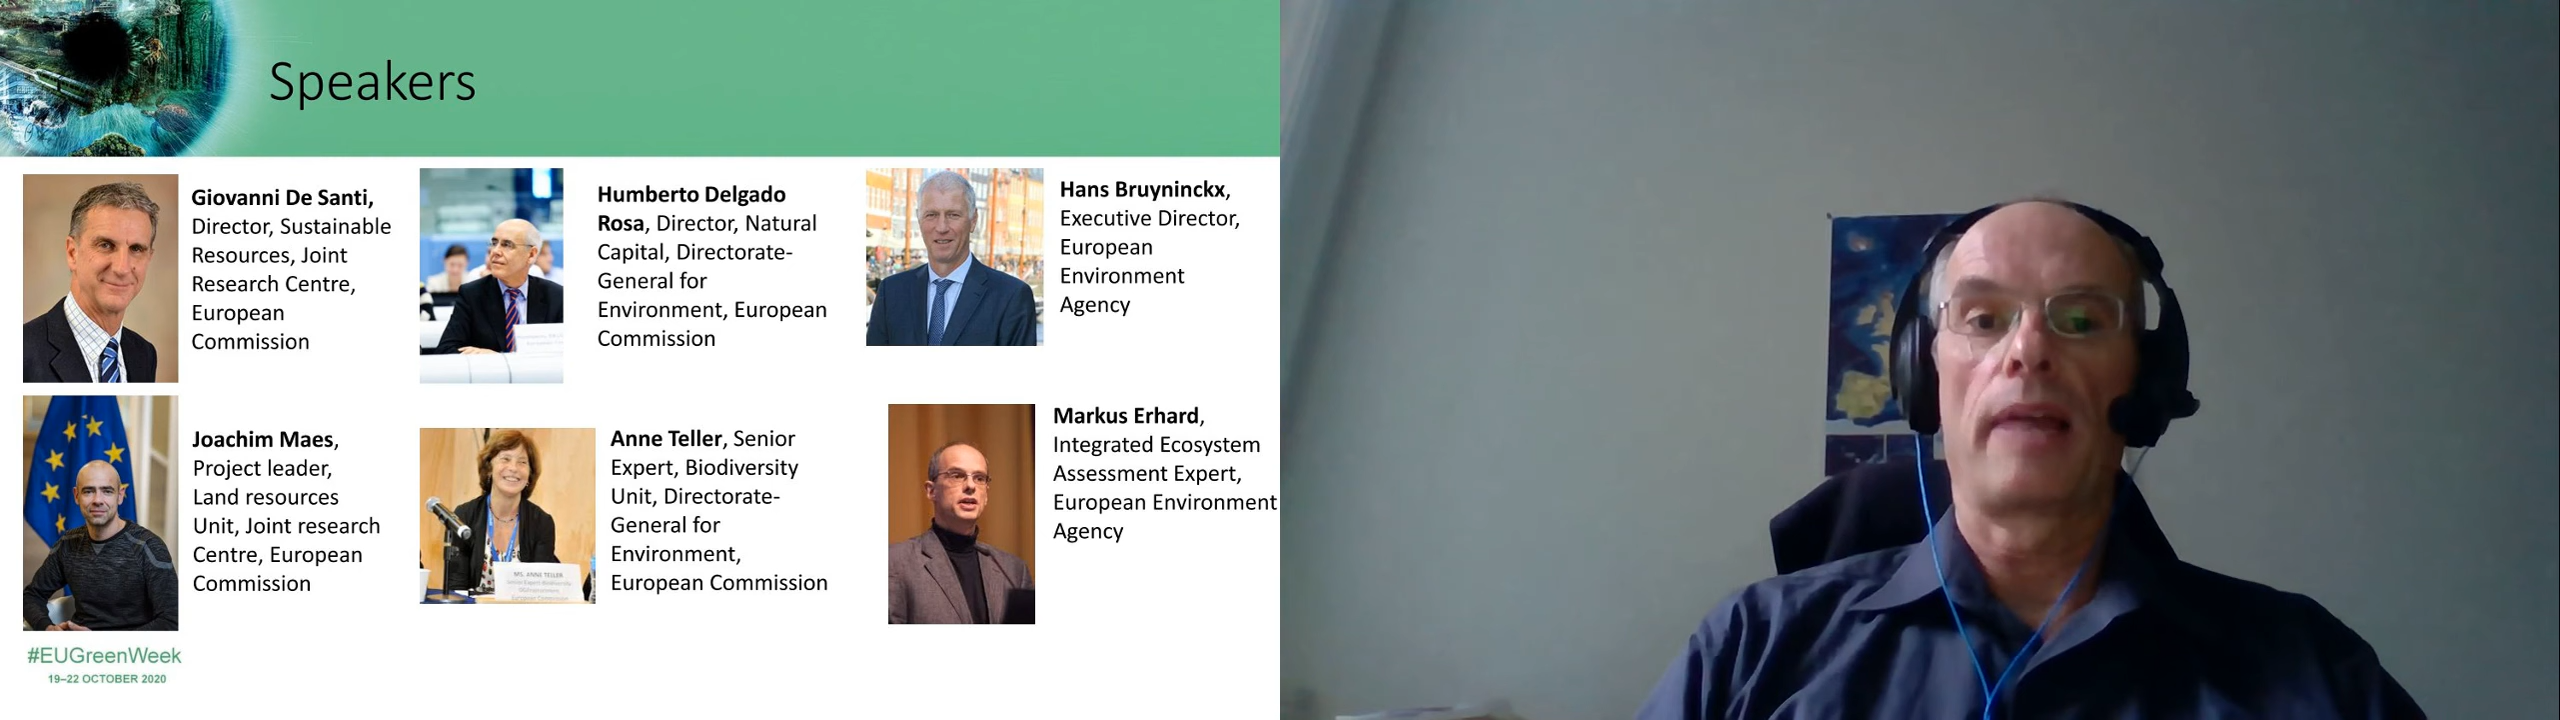 Speakers
Giovanni De Santi,
Director, Sustainable
Resources, Joint
Research Centre,
European
Commission
Humberto Delgado
Rosa, Director, Natural
Capital, Directorate-
General for
Environment, European
Commission
Hans Bruyninckx,
Executive Director,
European
Environment
Agency
Joachim Maes,
Project leader,
Land resources
Unit, Joint research
Centre, European
Commission
Anne Teller, Senior
Expert, Biodiversity
Unit, Directorate-
General for
Environment,
European Commission
MS. ANNE TELLER
Markus Erhard,
Integrated Ecosystem
Assessment Expert,
European Environment
Agency
#EUGreenWeek
19–22 OCTOBER 2020